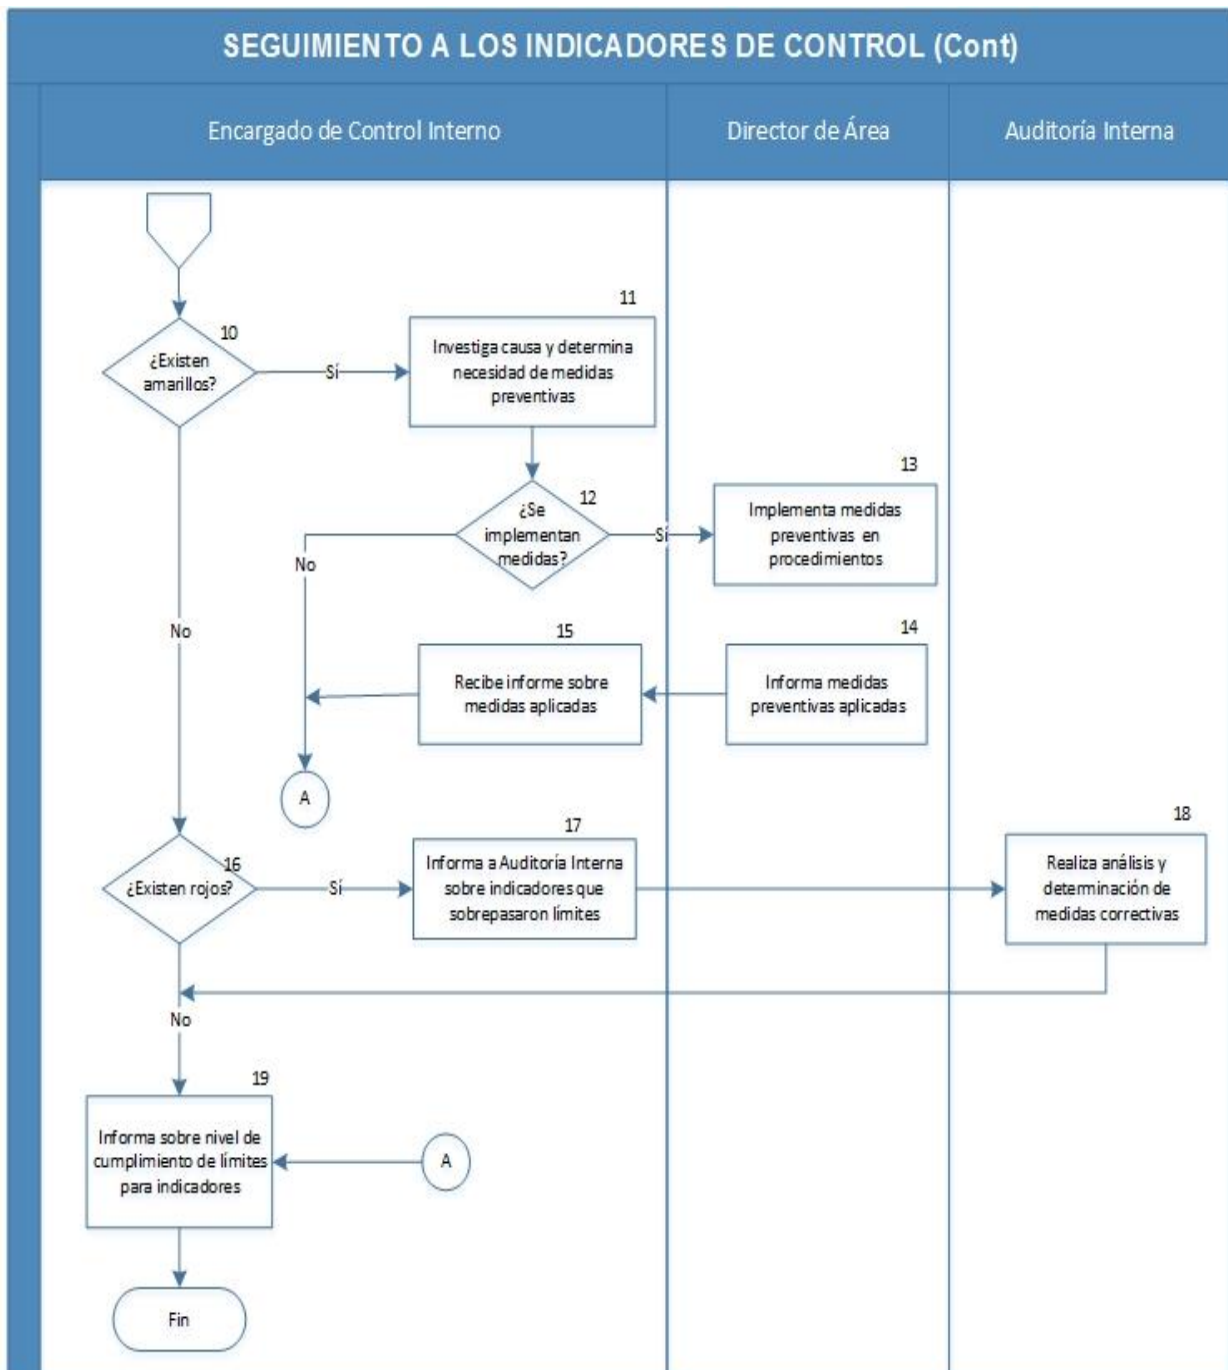 SEGUIMIENTO A LOS INDICADORES DE CONTROL (Cont)
Encargado de Control Interno
Director de Área
Auditoría Interna
10
¿Existen
amarillos?
Sí
11
Investiga causa y determina
necesidad de medidas
preventivas
12
¿Se
implementan
medidas?
Sí
No
13
Implementa medidas
preventivas en
procedimientos
No
15
Recibe informe sobre
medidas aplicadas
14
Informa medidas
preventivas aplicadas
A
16
¿Existen rojos?
Sí
17
Informa a Auditoría Interna
sobre indicadores que
sobrepasaron límites
18
Realiza análisis y
determinación de
medidas correctivas
No
19
Informa sobre nivel de
cumplimiento de límites
para indicadores
A
Fin